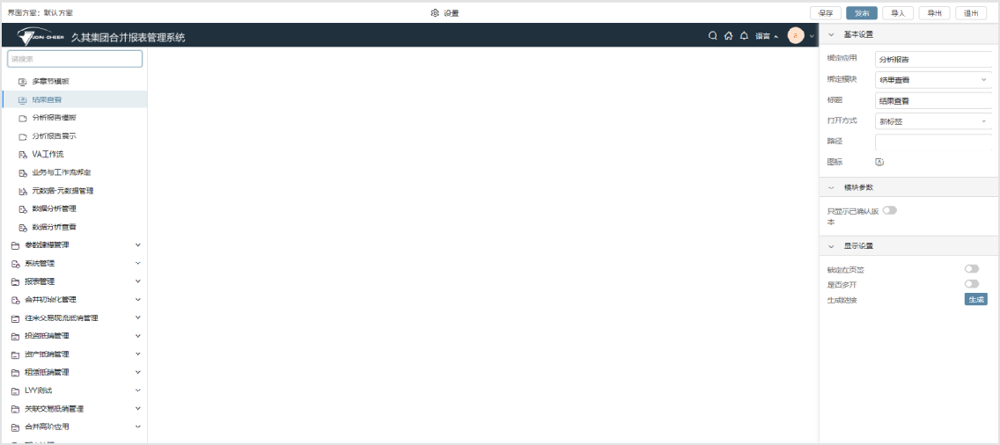 界面方案：默认方案
设置
保存
发布
导入
导出
退出
JOIN-CHEER
久其集团合并报表管理系统
语言
a
请搜索
多章节模板
结果查看
分析报告模板
分析报告展示
VA工作流
业务与工作流绑定
元数据-元数据管理
数据分析管理
数据分析查看
参数建模管理
系统管理
报表管理
合并初始化管理
往来交易现流抵销管理
投资抵销管理
资产抵销管理
租赁抵销管理
LYY测试
关联交易抵销管理
合并高阶应用
基本设置
绑定应用
分析报告
绑定模块
结果查看
标题
结果查看
打开方式
新标签
路径
图标
模块参数
只显示已确认版
本
显示设置
锁定在页签
是否多开
生成链接
生成